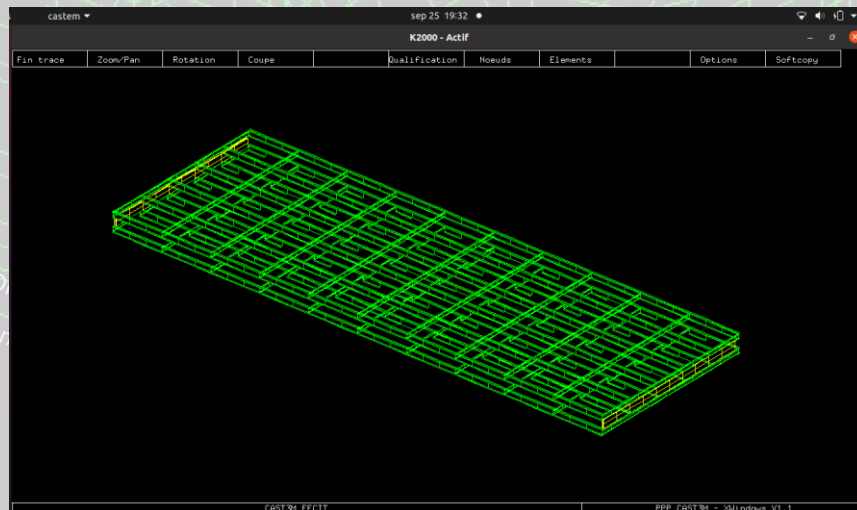 castem sep 25 19:32
K2000 - Actif
Fin trace Zoom/Pan Rotation Coupe Qualification Noeuds Elements Options Softcopy
CAST3M FECIT PPP CAST3M - XWindows V1.1